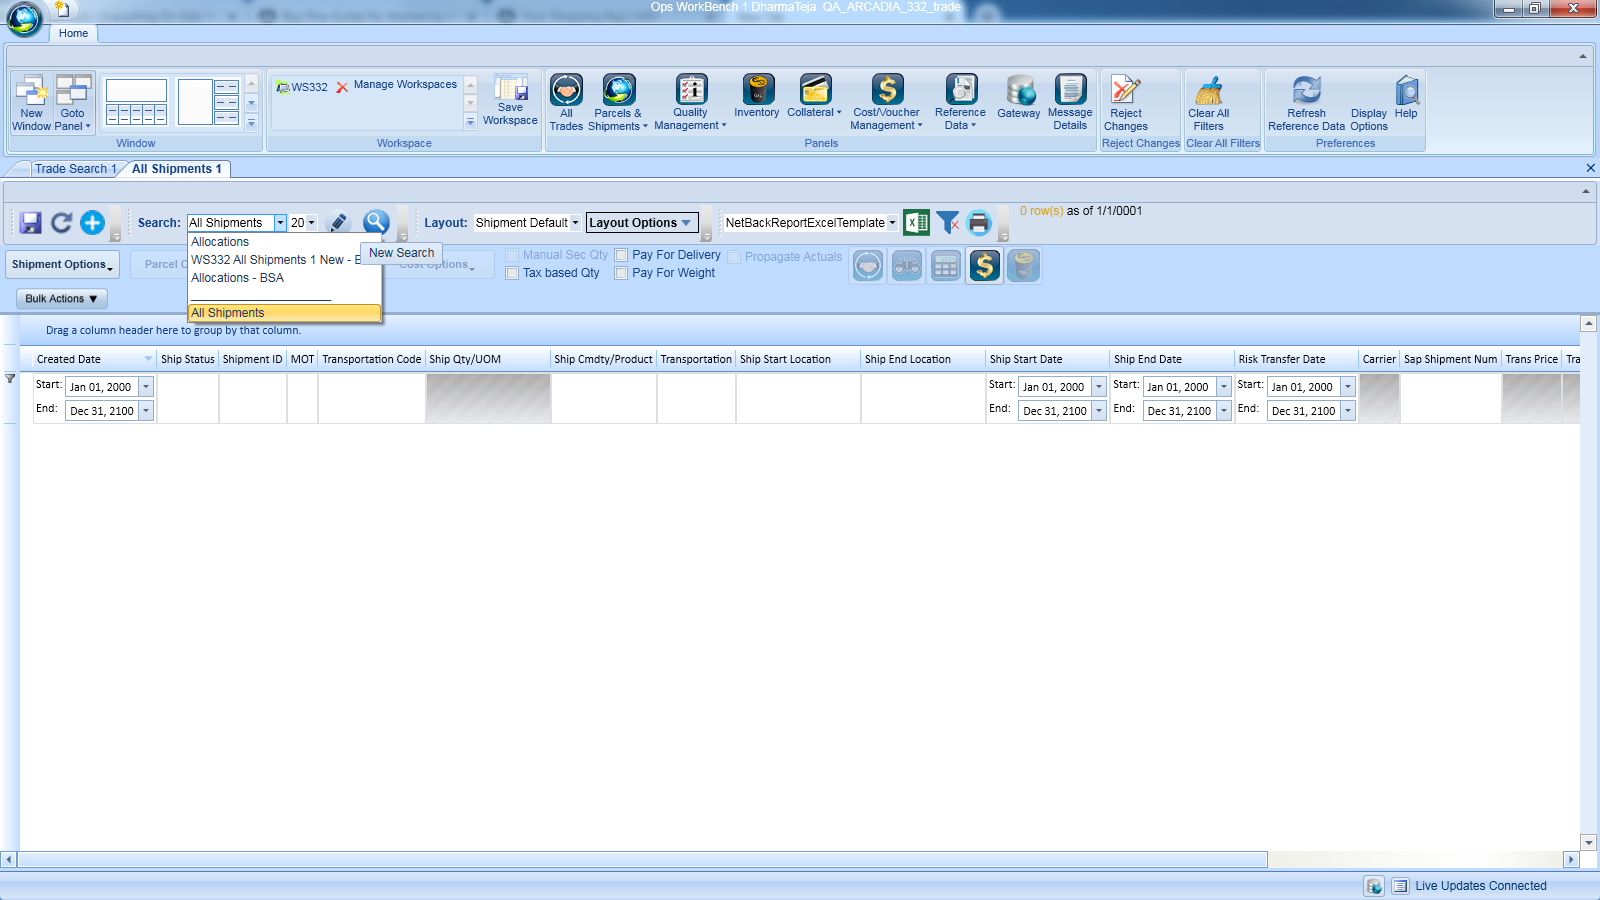 Ops WorkBench 1 DharmaTeja QA_ARCADIA_332_trade
Home
New Window
Goto Panel
Window
WS332
Manage Workspaces
Save Workspace
Workspace
All Trades
Parcels & Shipments
Quality Management
Inventory
Collateral
Cost/Voucher Management
Reference Data
Gateway
Message Details
Panels
Reject Changes
Reject Changes
Clear All Filters
Clear All Filters
Refresh Reference Data
Display Options
Help
Preferences
Trade Search 1
All Shipments 1
Search: All Shipments 20
Layout: Shipment Default
Layout Options
NetBackReportExcelTemplate
0 row(s) as of 1/1/0001
Allocations
WS332 All Shipments 1 New -
Allocations - BSA
All Shipments
New Search
Shipment Options
Parcel
Options
Manual Sec Qty
Pay For Delivery
Propagate Actuals
Tax based Qty
Pay For Weight
Bulk Actions
Drag a column header here to group by that column.
Created Date Ship Status Shipment ID MOT Transportation Code Ship Qty/UOM Ship Cmdty/Product Transportation Ship Start Location Ship End Location Ship Start Date Ship End Date Risk Transfer Date Carrier Sap Shipment Num Trans Price Tra
Start: Jan 01, 2000 Start: Jan 01, 2000 Start: Jan 01, 2000 Start: Jan 01, 2000
End: Dec 31, 2100 End: Dec 31, 2100 End: Dec 31, 2100 End: Dec 31, 2100
Live Updates Connected